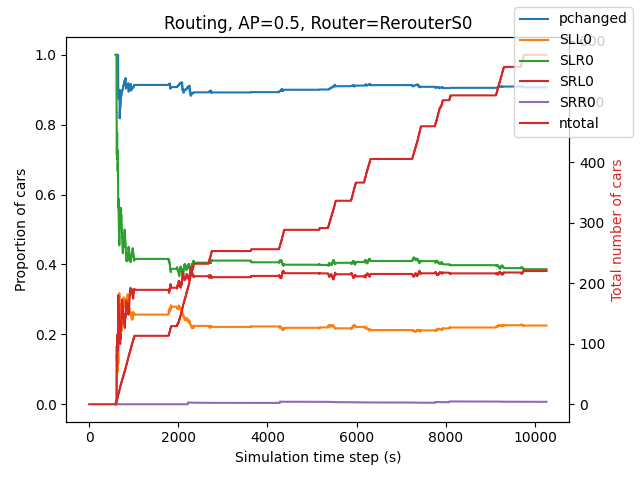 Routing, AP=0.5, Router=RerouterS0
pchanged
SLL0
SLR0
SRL0
SRR0
ntotal
1.0
0.8
0.6
0.4
0.2
0.0
Proportion of cars
400
300
200
100
0
Total number of cars
0
2000
4000
6000
8000
10000
Simulation time step (s)